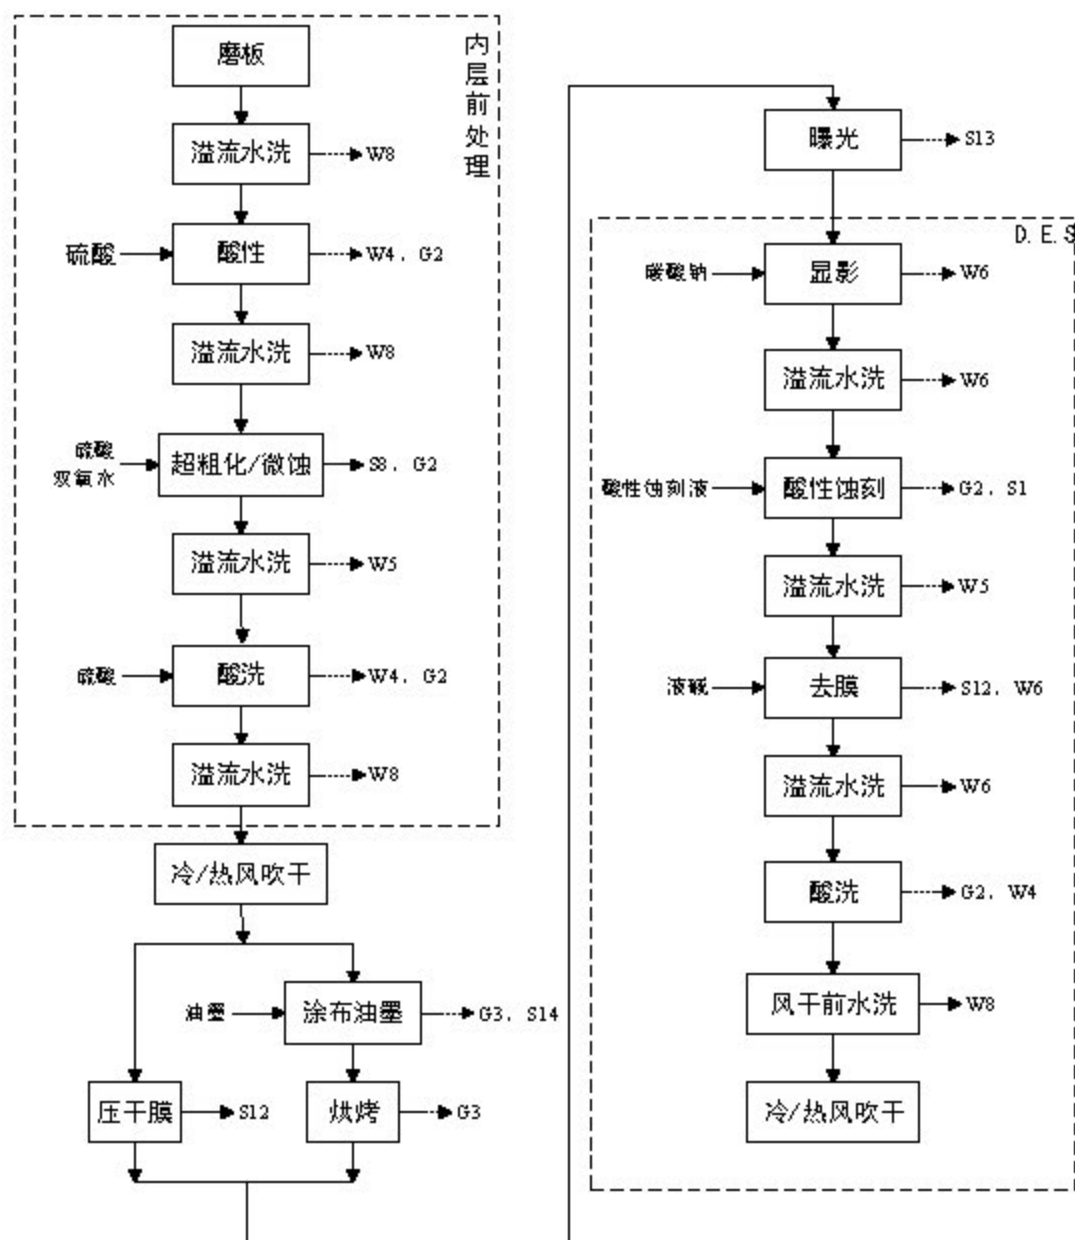 内层前处理
磨板
溢流水洗
W8
硫酸
酸性
W4. G2
溢流水洗
W8
硫酸
双氧水
超粗化/微蚀
S8. G2
溢流水洗
W5
硫酸
酸洗
W4. G2
溢流水洗
W8
冷/热风吹干
油墨
涂布油墨
G3. S14
压干膜
S12
烘烤
G3
曝光
S13
D.E.S
碳酸钠
显影
W6
溢流水洗
W6
酸性蚀刻液
酸性蚀刻
G2. S1
溢流水洗
W5
液碱
去膜
S12. W6
溢流水洗
W6
酸洗
G2. W4
风干前水洗
W8
冷/热风吹干